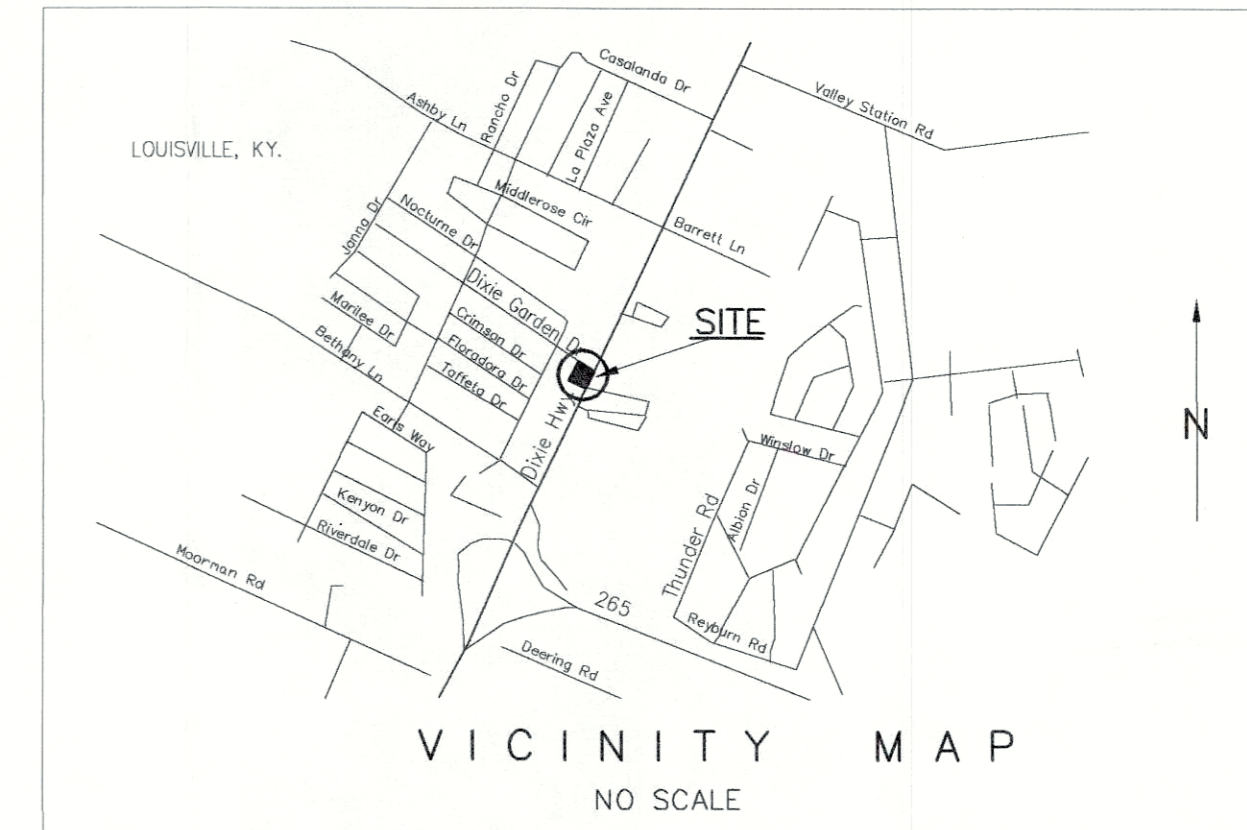 Casalanda Dr
Valley Station Rd
Ashby Ln
Rancho Dr
La Plaza Ave
LOUISVILLE, KY.
Middlerose Cir
Janna Dr
Nocturne Dr
Barrett Ln
Dixie Garden D
Marilee Dr
Crimson Dr
SITE
Bethany Ln
Floradora Dr
Taffeta Dr
Dixie Hwy
Earls Way
N
Winslow Dr
Kenyon Dr
Albian Dr
Riverdale Dr
Thunder Rd
Moorman Rd
265
Reyburn Rd
Deering Rd
VICINITY MAP
NO SCALE